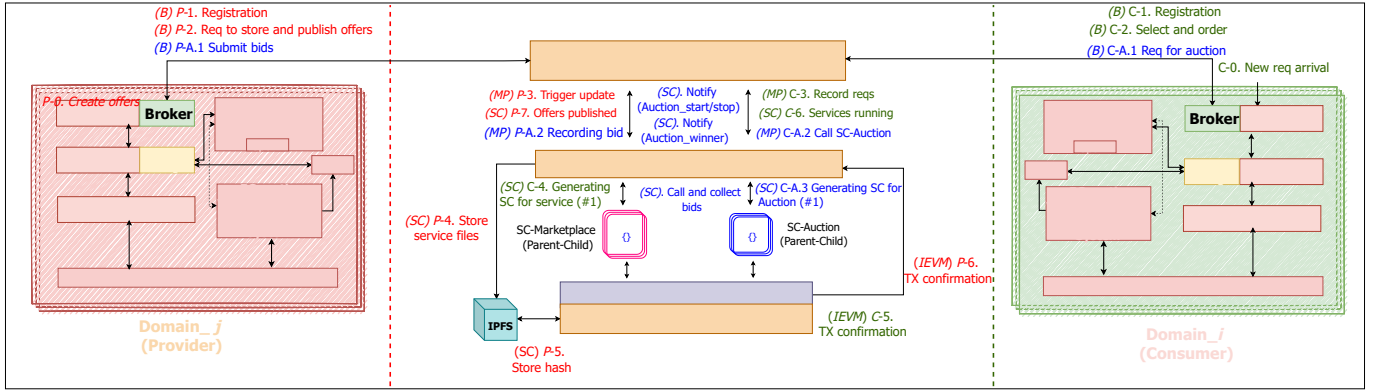 (B) P-1. Registration
(B) P-2. Req to store and publish offers
(B) P-A.1 Submit bids
(B) C-1. Registration
(B) C-2. Select and order
(B) C-A.1 Req for auction
C-0. New req arrival
P-0. Create offers
Broker
Broker
(MP) P-3. Trigger update
(SC) P-7. Offers published
(MP) P-A.2 Recording bid
(SC). Notify
(Auction_start/stop)
(SC). Notify
(Auction_winner)
(MP) C-3. Record reqs
(SC) C-6. Services running
(MP) C-A.2 Call SC-Auction
(SC) P-4. Store
service files
(SC) C-4. Generating
SC for service (#1)
(SC). Call and collect
bids
(SC) C-A.3 Generating SC for
Auction (#1)
SC-Marketplace
(Parent-Child)
{}
{}
SC-Auction
(Parent-Child)
(IEVM) P-6.
TX confirmation
IPFS
(IEVM) C-5.
TX confirmation
(SC) P-5.
Store hash
Domain_ j
(Provider)
Domain_i
(Consumer)